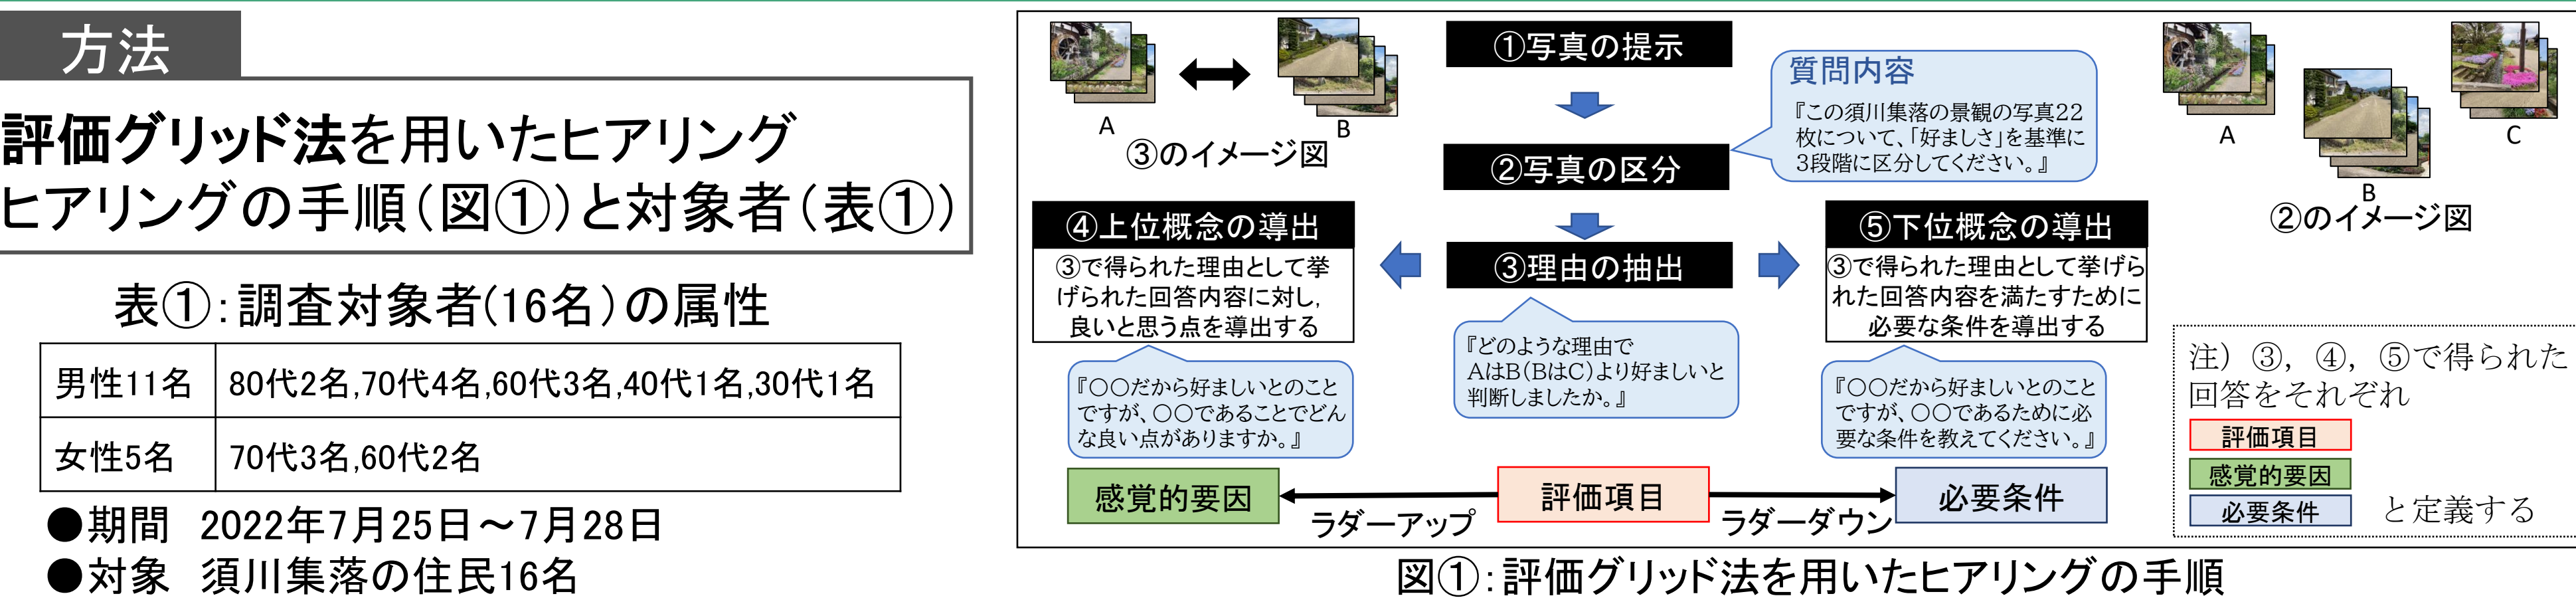 方法
評価グリッド法を用いたヒアリング
ヒアリングの手順(図①)と対象者(表①)
表①:調査対象者(16名)の属性
男性11名 80代2名,70代4名,60代3名,40代1名,30代1名
女性5名 70代3名,60代2名
●期間 2022年7月25日～7月28日
●対象 須川集落の住民16名
A
B
③のイメージ図
①写真の提示
質問内容
『この須川集落の景観の写真22
枚について、「好ましさ」を基準に
3段階に区分してください。』
②写真の区分
A
B
C
②のイメージ図
④上位概念の導出
③で得られた理由として挙
げられた回答内容に対し,
良いと思う点を導出する
『○○だから好ましいとのこと
ですが、○○であることでどん
な良い点がありますか。』
③理由の抽出
『どのような理由で
AはB(BはC)より好ましいと
判断しましたか。』
⑤下位概念の導出
③で得られた理由として挙げら
れた回答内容を満たすために
必要な条件を導出する
『○○だから好ましいとのこと
ですが、○○であるために必
要な条件を教えてください。』
感覚的要因
ラダーアップ
評価項目
ラダーダウン
必要条件
注) ③, ④, ⑤で得られた
回答をそれぞれ
評価項目
感覚的要因
必要条件 と定義する
図①:評価グリッド法を用いたヒアリングの手順